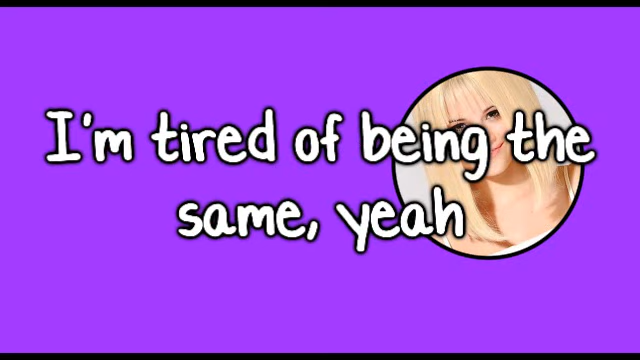 I'm tired of being the
same, yeah